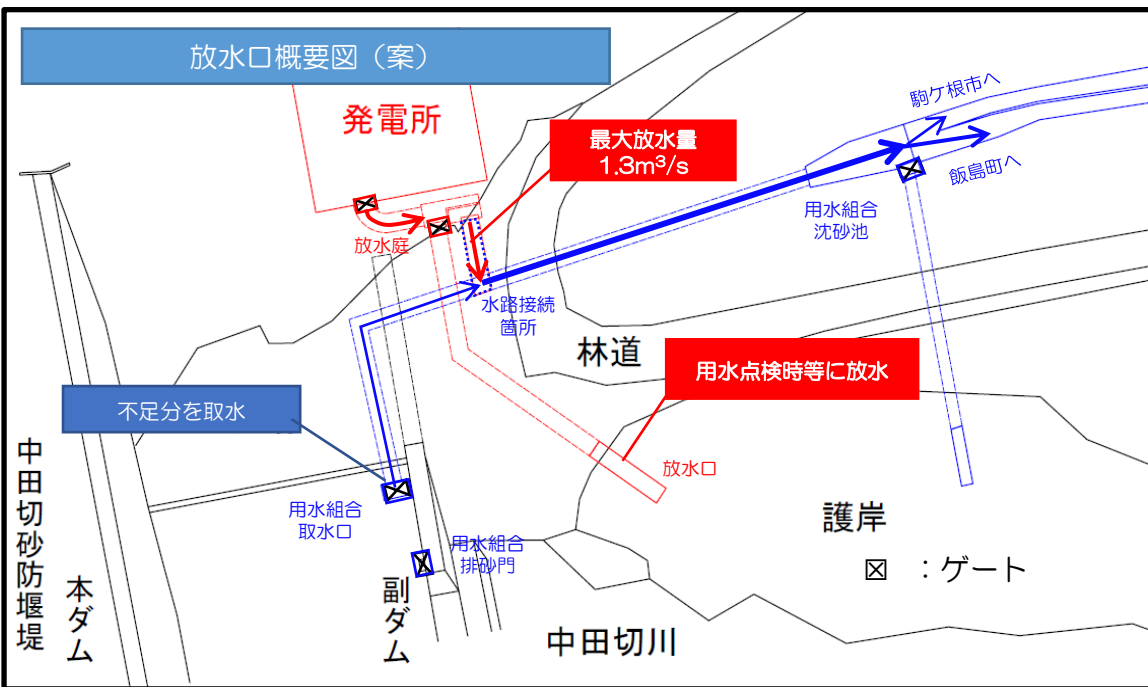 放水口概要図（案）
発電所
最大放水量
1.3m³/s
駒ケ根市へ
飯島町へ
用水組合
沈砂池
放水庭
水路接続
箇所
林道
用水点検時等に放水
不足分を取水
放水口
用水組合
取水口
用水組合
排砂門
護岸
：ゲート
中田切砂防堰堤
本ダム
副ダム
中田切川